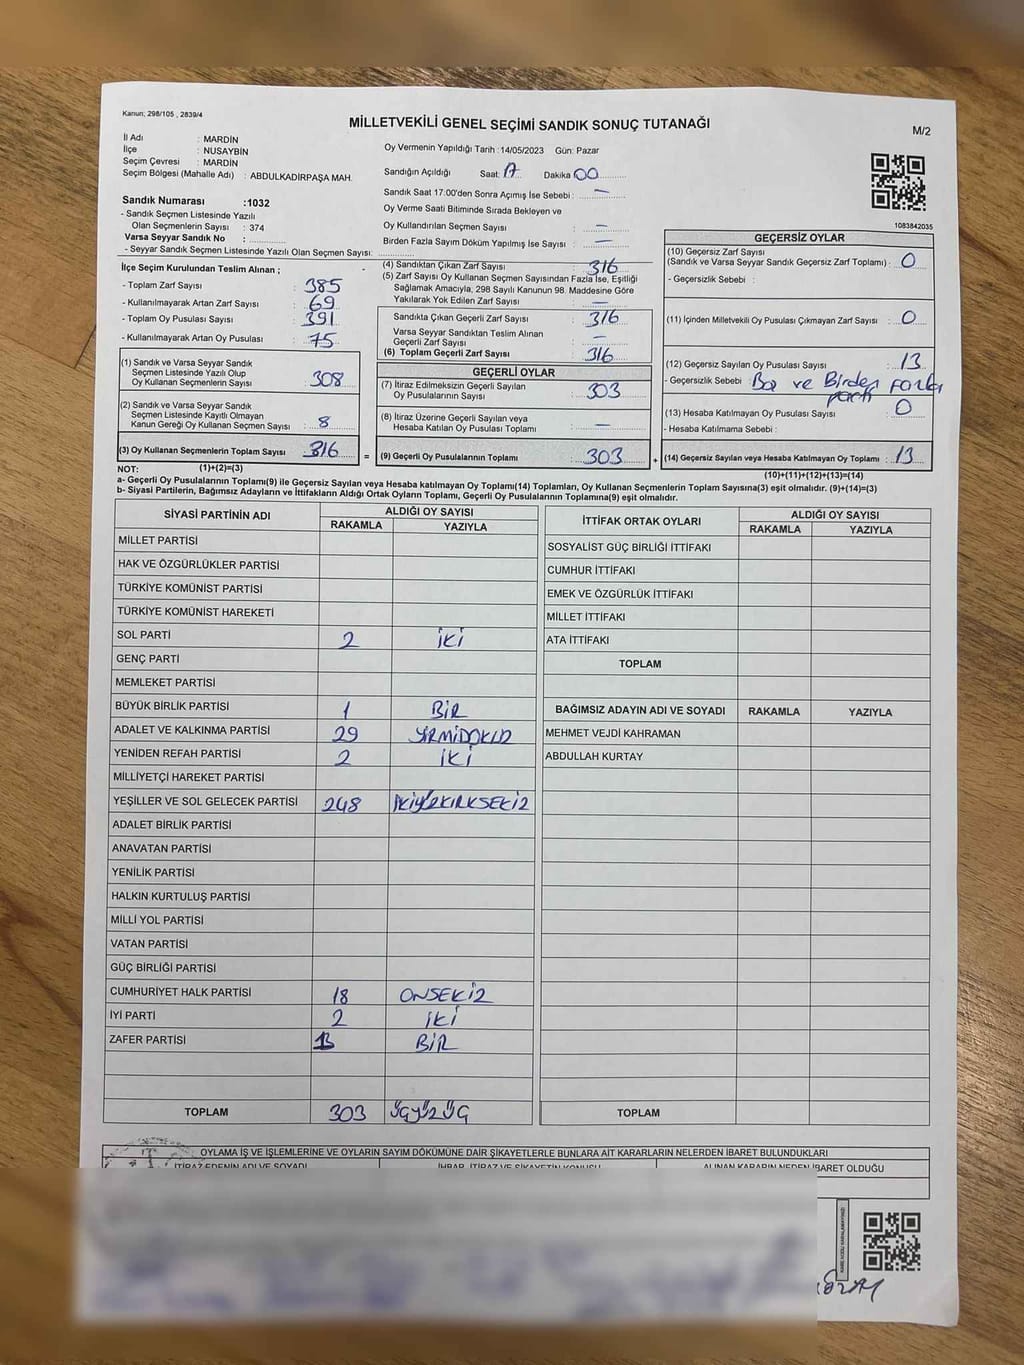 Kanun; 298/105 , 2839/4
MİLLETVEKİLİ GENEL SEÇİMİ SANDIK SONUÇ TUTANAĞI
M/2
İl Adı : MARDİN
İlçe : NUSAYBİN
Seçim Çevresi : MARDİN
Seçim Bölgesi (Mahalle Adı) : ABDULKADİRPAŞA MAH.
Oy Vermenin Yapıldığı Tarih :14/05/2023 Gün: Pazar
Sandığın Açıldığı Saat: 17 Dakika 00
Sandık Saat 17:00'den Sonra Açımış İse Sebebi : —
Oy Verme Saati Bitiminde Sırada Bekleyen ve
Oy Kullandırılan Seçmen Sayısı : —
Birden Fazla Sayım Döküm Yapılmış İse Sayısı : —
1083842035
Sandık Numarası :1032
- Sandık Seçmen Listesinde Yazılı
Olan Seçmenlerin Sayısı : 374
Varsa Seyyar Sandık No :
- Seyyar Sandık Seçmen Listesinde Yazılı Olan Seçmen Sayısı:
İlçe Seçim Kurulundan Teslim Alınan ;
- Toplam Zarf Sayısı : 385
- Kullanılmayarak Artan Zarf Sayısı : 69
- Toplam Oy Pusulası Sayısı : 391
- Kullanılmayarak Artan Oy Pusulası : 75
(1) Sandık ve Varsa Seyyar Sandık
Seçmen Listesinde Yazılı Olup
Oy Kullanan Seçmenlerin Sayısı : 308
(2) Sandık ve Varsa Seyyar Sandık
Seçmen Listesinde Kayıtlı Olmayan
Kanun Gereği Oy Kullanan Seçmen Sayısı : 8
(3) Oy Kullanan Seçmenlerin Toplam Sayısı : 316
(4) Sandıktan Çıkan Zarf Sayısı : 316
(5) Zarf Sayısı Oy Kullanan Seçmen Sayısından Fazla İse, Eşitliği
Sağlamak Amacıyla, 298 Sayılı Kanunun 98. Maddesine Göre
Yakılarak Yok Edilen Zarf Sayısı : —
Sandıkta Çıkan Geçerli Zarf Sayısı : 316
Varsa Seyyar Sandıktan Teslim Alınan
Geçerli Zarf Sayısı : —
(6) Toplam Geçerli Zarf Sayısı : 316
GEÇERLİ OYLAR
(7) İtiraz Edilmeksizin Geçerli Sayılan
Oy Pusulalarının Sayısı : 303
(8) İtiraz Üzerine Geçerli Sayılan veya
Hesaba Katılan Oy Pusulası Toplamı : —
= (9) Geçerli Oy Pusulalarının Toplamı : 303 +
GEÇERSİZ OYLAR
(10) Geçersiz Zarf Sayısı
(Sandık ve Varsa Seyyar Sandık Geçersiz Zarf Toplamı) : 0
- Geçersizlik Sebebi :
(11) İçinden Milletvekili Oy Pusulası Çıkmayan Zarf Sayısı : 0
(12) Geçersiz Sayılan Oy Pusulası Sayısı : 13
- Geçersizlik Sebebi : Boş ve Birden Fazla
parti
(13) Hesaba Katılmayan Oy Pusulası Sayısı : 0
- Hesaba Katılmama Sebebi :
(14) Geçersiz Sayılan veya Hesaba Katılmayan Oy Toplamı : 13
NOT: (1)+(2)=(3)
(10)+(11)+(12)+(13)=(14)
a- Geçerli Oy Pusulalarının Toplamı(9) ile Geçersiz Sayılan veya Hesaba katılmayan Oy Toplamı(14) Toplamları, Oy Kullanan Seçmenlerin Toplam Sayısına(3) eşit olmalıdır. (9)+(14)=(3)
b- Siyasi Partilerin, Bağımsız Adayların ve İttifakların Aldığı Ortak Oyların Toplamı, Geçerli Oy Pusulalarının Toplamına(9) eşit olmalıdır.
SİYASİ PARTİNİN ADI ALDIĞI OY SAYISI
RAKAMLA YAZIYLA
MİLLET PARTİSİ
HAK VE ÖZGÜRLÜKLER PARTİSİ
TÜRKİYE KOMÜNİST PARTİSİ
TÜRKİYE KOMÜNİST HAREKETİ
SOL PARTİ 2 İKİ
GENÇ PARTİ
MEMLEKET PARTİSİ
BÜYÜK BİRLİK PARTİSİ 1 BİR
ADALET VE KALKINMA PARTİSİ 29 YİRMİDOKUZ
YENİDEN REFAH PARTİSİ 2 İKİ
MİLLİYETÇİ HAREKET PARTİSİ
YEŞİLLER VE SOL GELECEK PARTİSİ 248 İKİYÜZKIRKSEKİZ
ADALET BİRLİK PARTİSİ
ANAVATAN PARTİSİ
YENİLİK PARTİSİ
HALKIN KURTULUŞ PARTİSİ
MİLLİ YOL PARTİSİ
VATAN PARTİSİ
GÜÇ BİRLİĞİ PARTİSİ
CUMHURİYET HALK PARTİSİ 18 ONSEKİZ
İYİ PARTİ 2 İKİ
ZAFER PARTİSİ BİR
TOPLAM 303 ÜÇYÜZÜÇ
İTTİFAK ORTAK OYLARI ALDIĞI OY SAYISI
RAKAMLA YAZIYLA
SOSYALİST GÜÇ BİRLİĞİ İTTİFAKI
CUMHUR İTTİFAKI
EMEK VE ÖZGÜRLÜK İTTİFAKI
MİLLET İTTİFAKI
ATA İTTİFAKI
TOPLAM
BAĞIMSIZ ADAYIN ADI VE SOYADI RAKAMLA YAZIYLA
MEHMET VEJDİ KAHRAMAN
ABDULLAH KURTAY
TOPLAM
OYLAMA İŞ VE İŞLEMLERİNE VE OYLARIN SAYIM DÖKÜMÜNE DAİR ŞİKAYETLERLE BUNLARA AİT KARARLARIN NELERDEN İBARET BULUNDUKLARI
İTİRAZ EDENİN ADI VE SOYADI İHBAR, İTİRAZ VE ŞİKAYETİN KONUSU ALINAN KARARIN NEDEN İBARET OLDUĞU